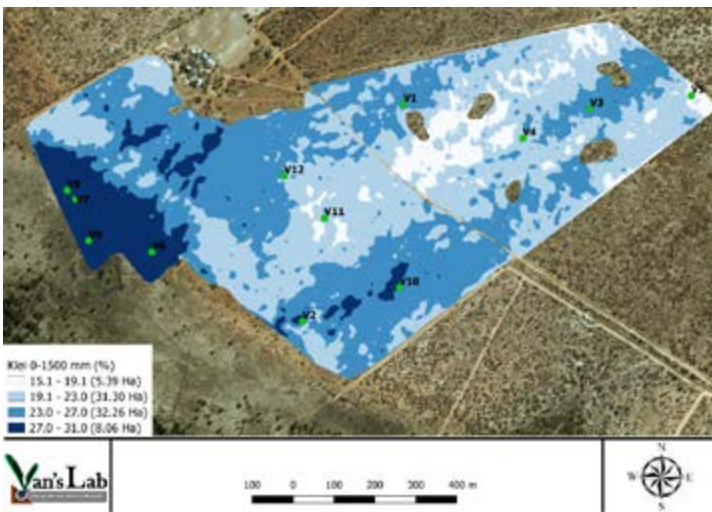 V1
V3
V4
V12
V11
V10
V2
Klei 0-1500 mm (%)
15.1 - 19.1 (5.39 Ha)
19.1 - 23.0 (31.30 Ha)
23.0 - 27.0 (32.26 Ha)
27.0 - 31.0 (8.06 Ha)
Van's Lab
100 0 100 200 300 400 m
N
W E
S